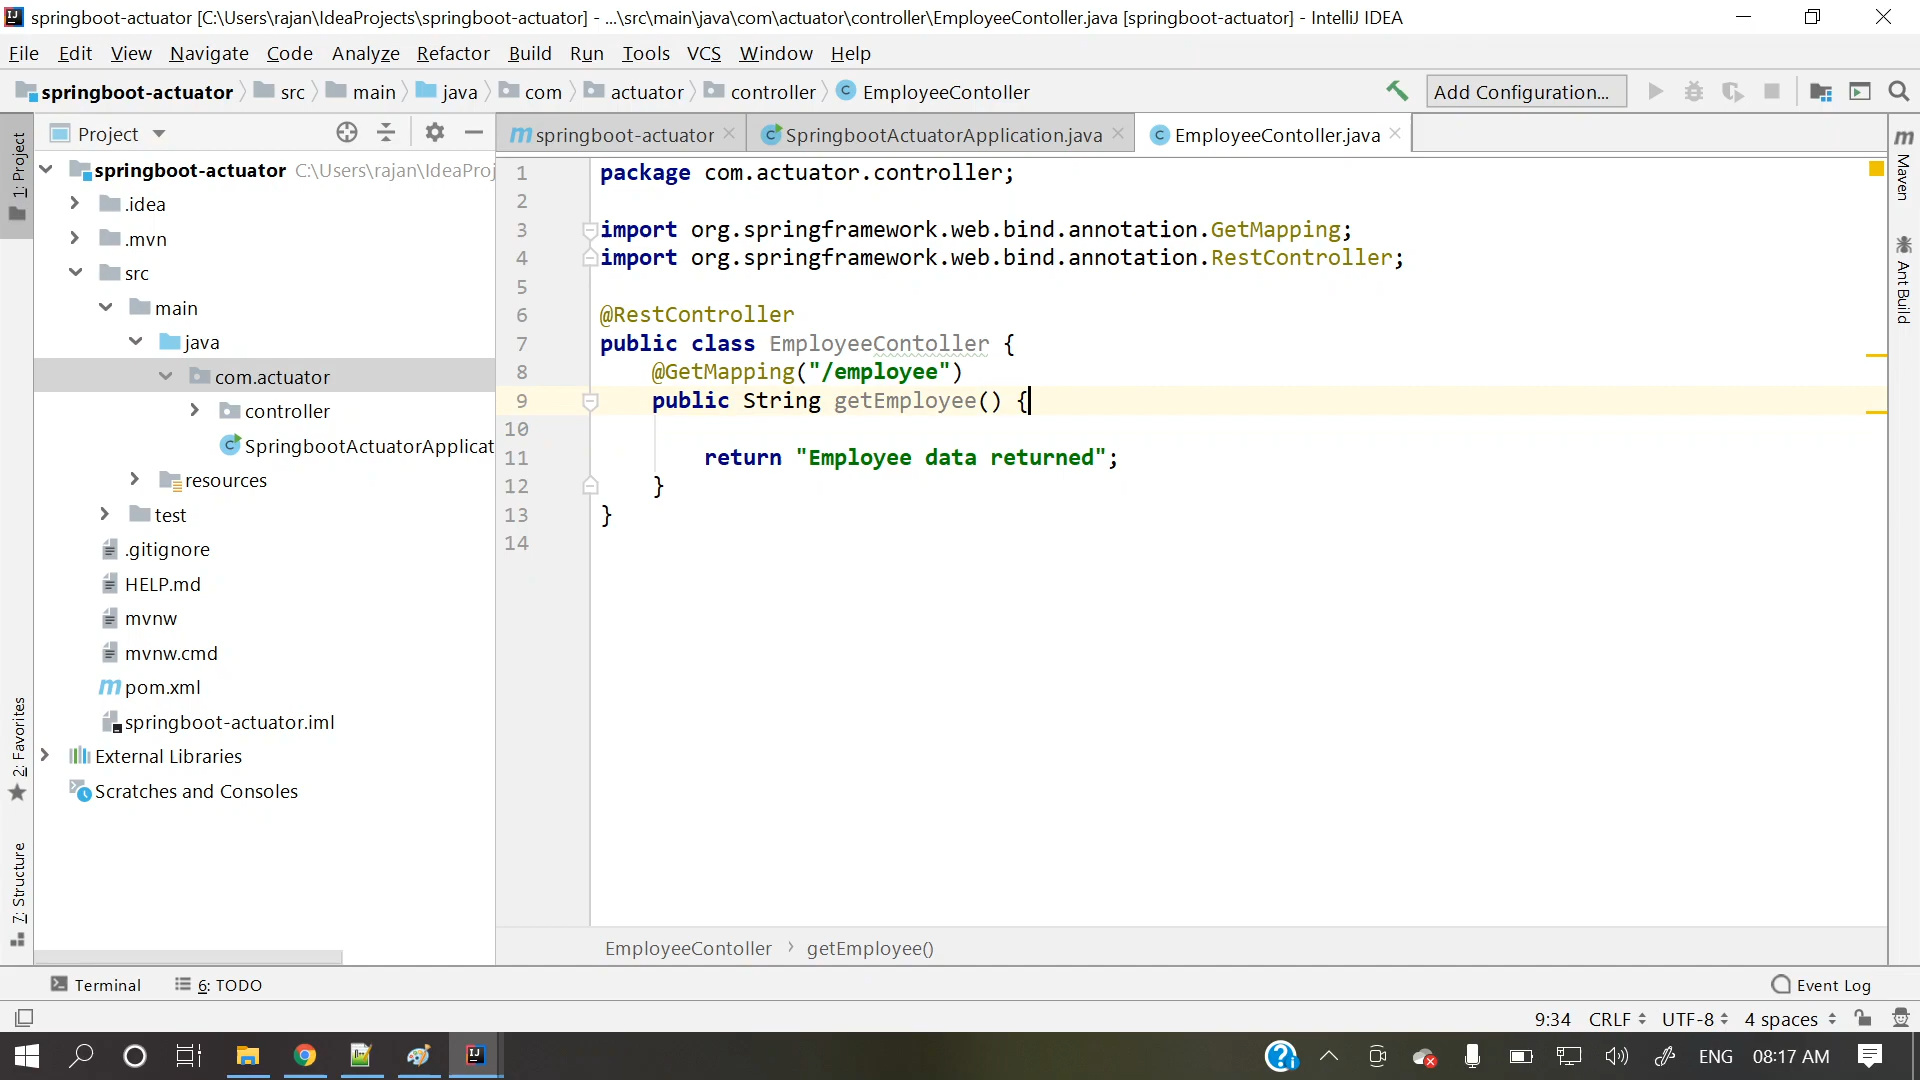 springboot-actuator [C:\Users\rajan\IdeaProjects\springboot-actuator] - ...\src\main\java\com\actuator\controller\EmployeeContoller.java [springboot-actuator] - IntelliJ IDEA
File Edit View Navigate Code Analyze Refactor Build Run Tools VCS Window Help
springboot-actuator src main java com actuator controller EmployeeContoller Add Configuration...
Project
springboot-actuator SpringbootActuatorApplication.java EmployeeContoller.java
1: Project
springboot-actuator C:\Users\rajan\IdeaProj
.idea
.mvn
src
main
java
com.actuator
controller
SpringbootActuatorApplicat
resources
test
.gitignore
HELP.md
mvnw
mvnw.cmd
pom.xml
springboot-actuator.iml
External Libraries
Scratches and Consoles
2: Favorites
7: Structure
1 package com.actuator.controller;
2
3 import org.springframework.web.bind.annotation.GetMapping;
4 import org.springframework.web.bind.annotation.RestController;
5
6 @RestController
7 public class EmployeeContoller {
8 @GetMapping("/employee")
9 public String getEmployee() {
10
11 return "Employee data returned";
12 }
13 }
14
Maven
Ant Build
EmployeeContoller getEmployee()
Terminal 6: TODO Event Log
9:34 CRLF UTF-8 4 spaces
ENG 08:17 AM